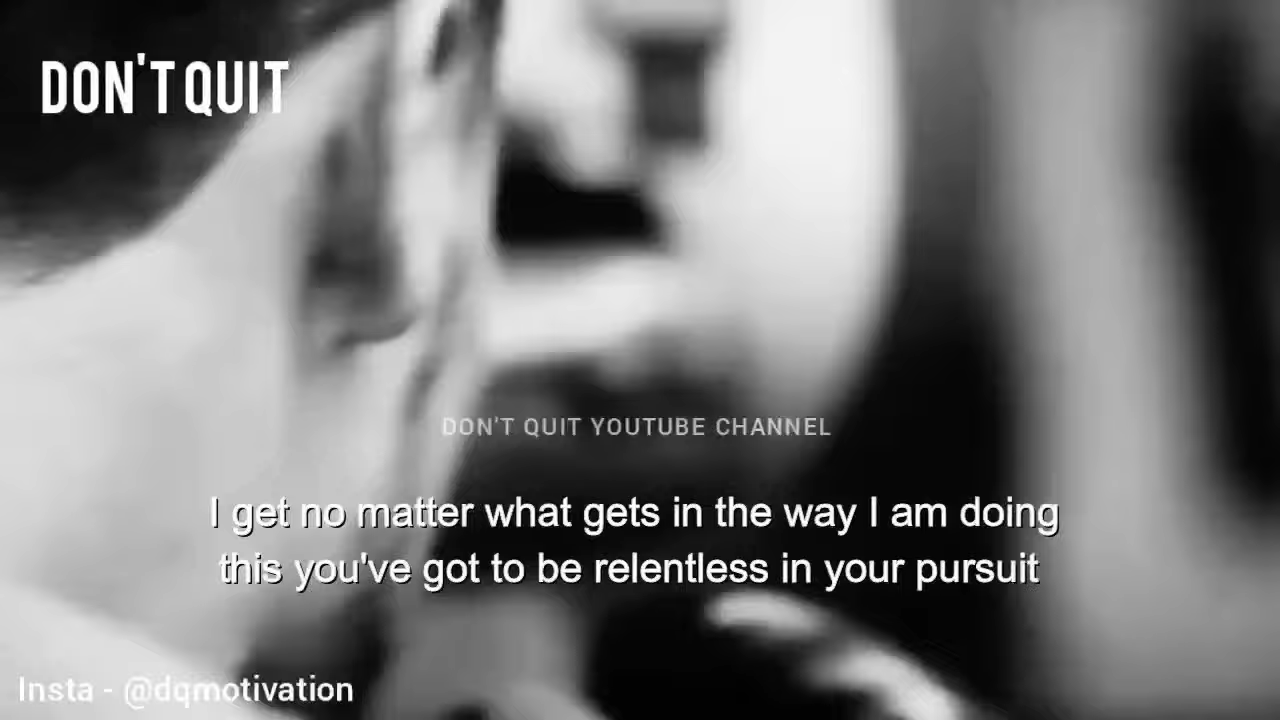 DON'T QUIT
DON'T QUIT YOUTUBE CHANNEL
I get no matter what gets in the way I am doing
this you've got to be relentless in your pursuit
Insta - @dqmotivation